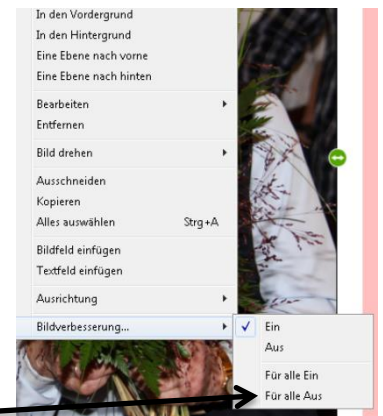 In den Vordergrund
In den Hintergrund
Eine Ebene nach vorne
Eine Ebene nach hinten
Bearbeiten
Entfernen
Bild drehen
Ausschneiden
Kopieren
Alles auswählen Strg+A
Bildfeld einfügen
Textfeld einfügen
Ausrichtung
Bildverbesserung...
Ein
Aus
Für alle Ein
Für alle Aus